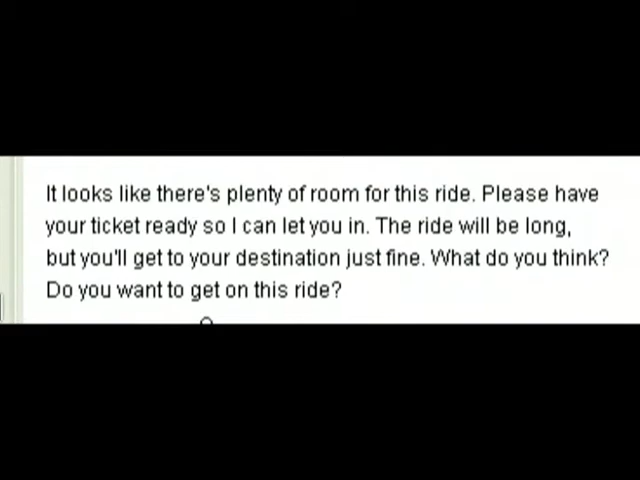 It looks like there's plenty of room for this ride. Please have
your ticket ready so I can let you in. The ride will be long,
but you'll get to your destination just fine. What do you think?
Do you want to get on this ride?